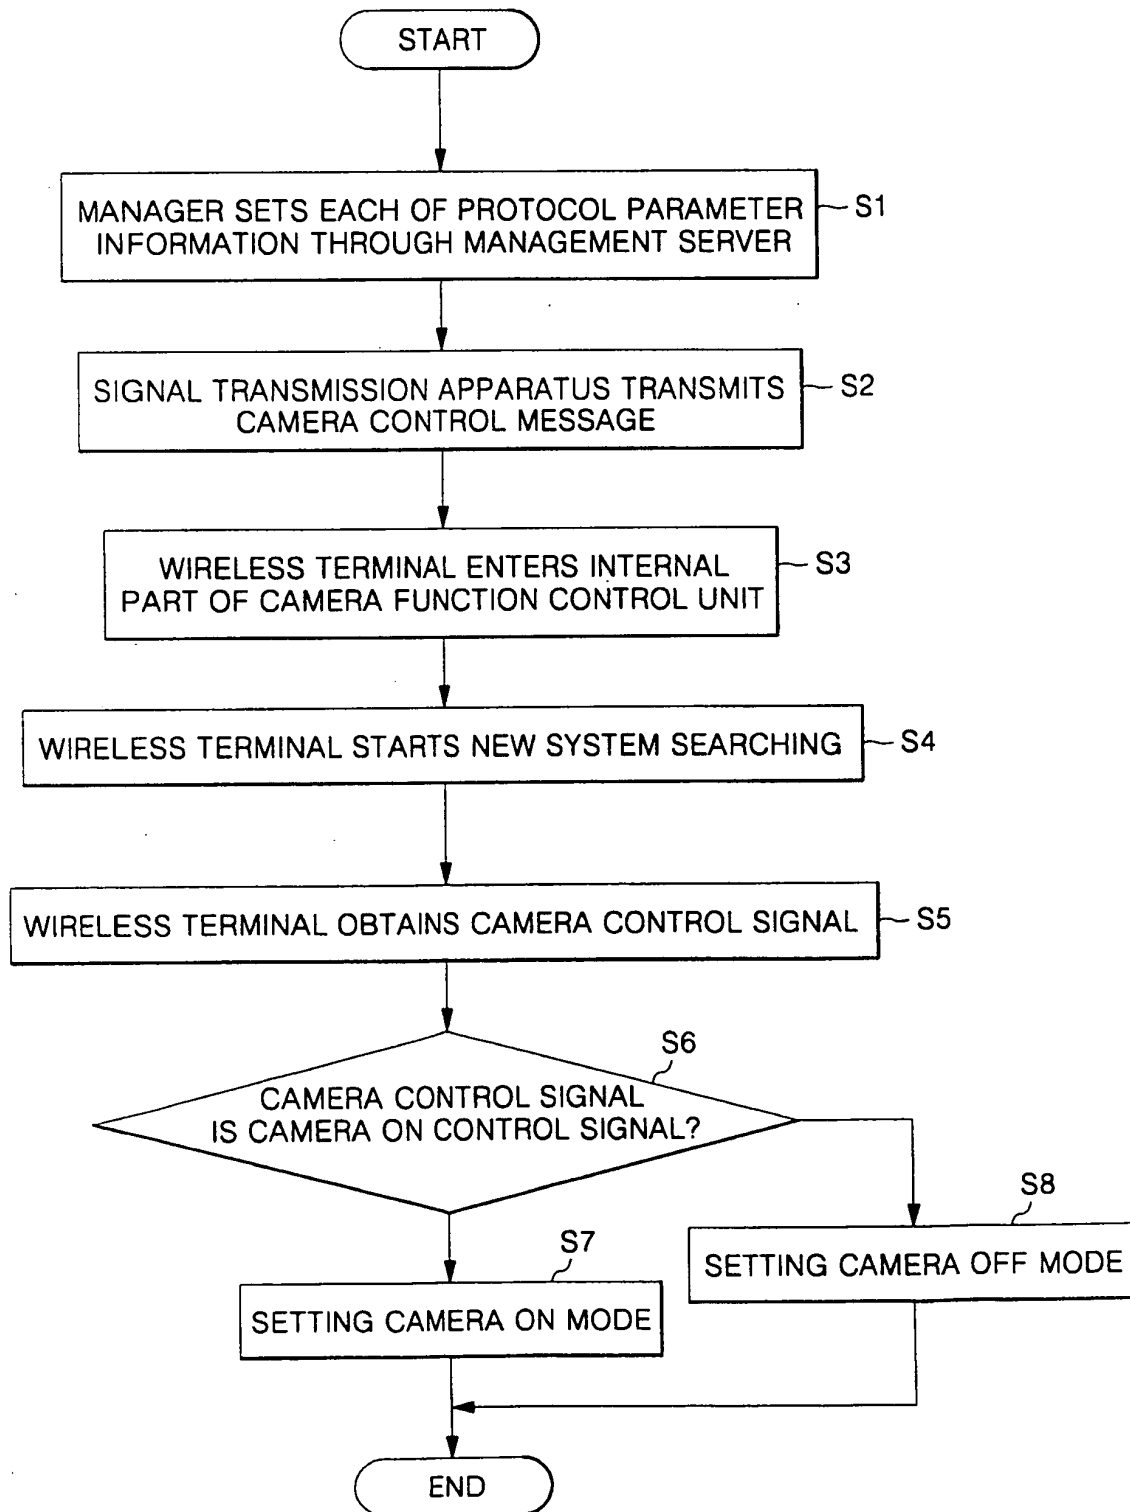 START
MANAGER SETS EACH OF PROTOCOL PARAMETER
INFORMATION THROUGH MANAGEMENT SERVER
S1
SIGNAL TRANSMISSION APPARATUS TRANSMITS
CAMERA CONTROL MESSAGE
S2
WIRELESS TERMINAL ENTERS INTERNAL
PART OF CAMERA FUNCTION CONTROL UNIT
S3
WIRELESS TERMINAL STARTS NEW SYSTEM SEARCHING
S4
WIRELESS TERMINAL OBTAINS CAMERA CONTROL SIGNAL
S5
S6
CAMERA CONTROL SIGNAL
IS CAMERA ON CONTROL SIGNAL?
S8
SETTING CAMERA OFF MODE
S7
SETTING CAMERA ON MODE
END